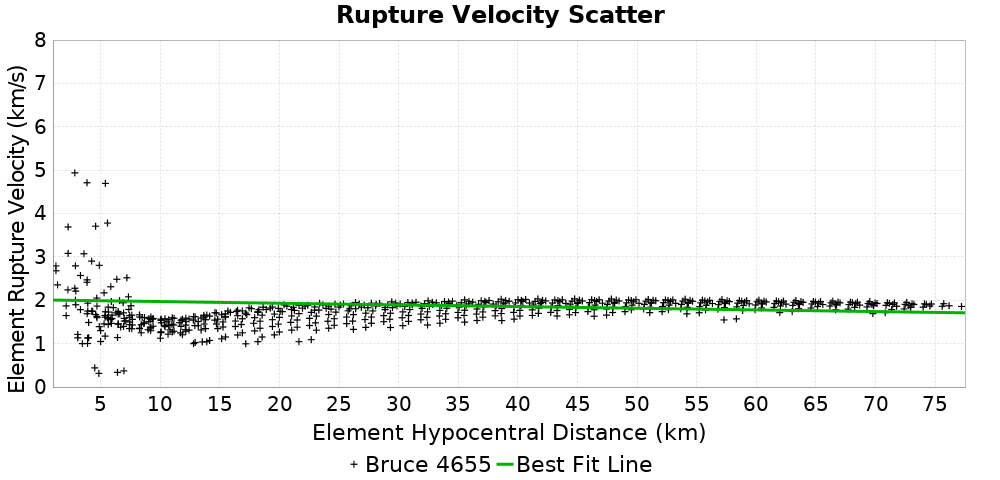 Rupture Velocity Scatter
Element Rupture Velocity (km/s)
8
7
6
5
4
3
2
1
0
5 10 15 20 25 30 35 40 45 50 55 60 65 70 75
Element Hypocentral Distance (km)
Bruce 4655 Best Fit Line